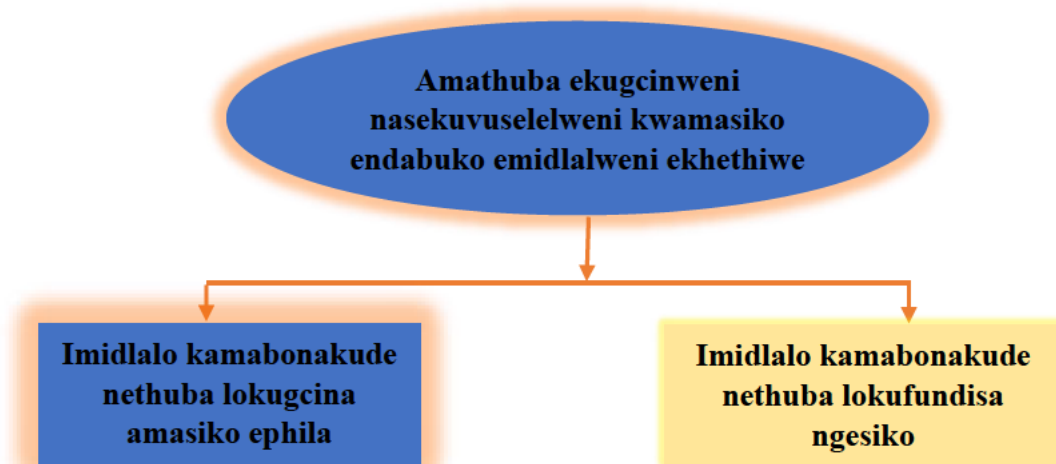 Amathuba ekugcinweni
nasekuvuselelweni kwamasiko
endabuko emidlalweni ekhethiwe
Imidlalo kamabonakude
nethuba lokugcina
amasiko ephila
Imidlalo kamabonakude
nethuba lokufundisa
ngesiko